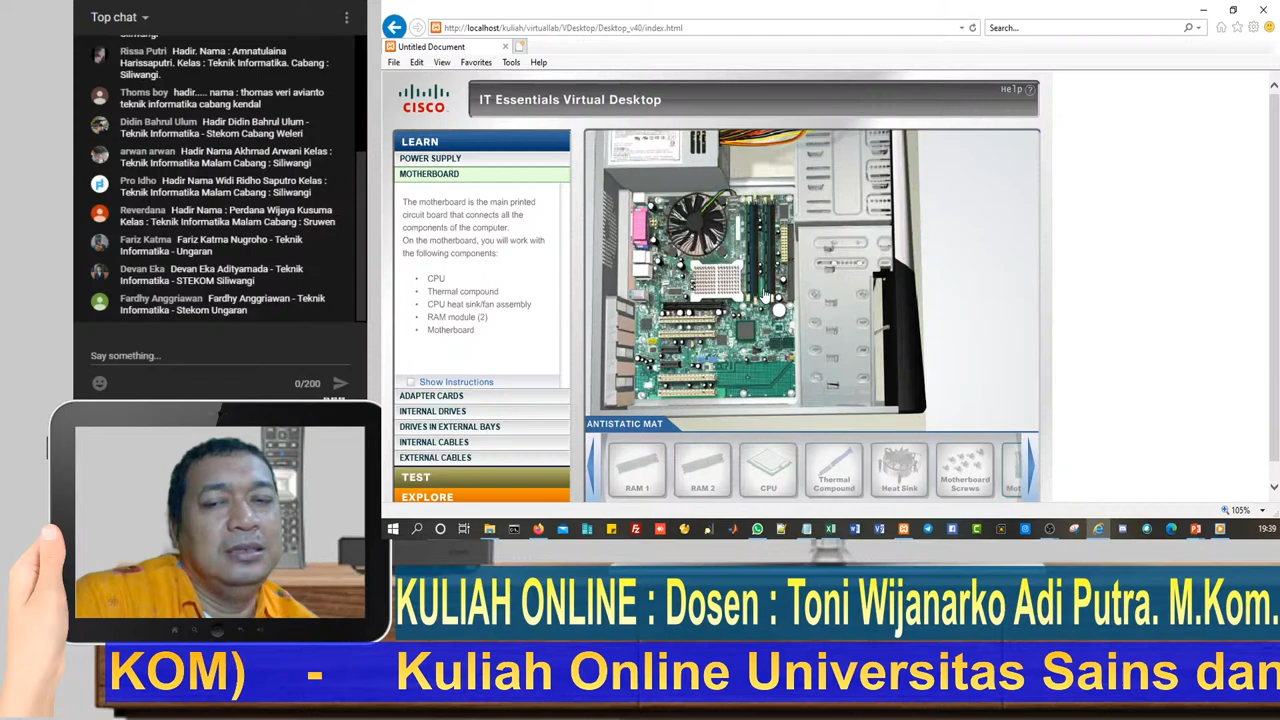 Top chat
Siliwangi
Rissa Putri Hadir. Nama : Amnatulaina
Harissaputri. Kelas : Teknik Informatika. Cabang :
Siliwangi.
Thoms boy hadir..... nama : thomas veri avianto
teknik informatika cabang kendal
Didin Bahrul Ulum Hadir Didin Bahrul Ulum -
Teknik Informatika - Stekom Cabang Weleri
arwan arwan Hadir Nama Akhmad Arwani Kelas :
Teknik Informatika Malam Cabang : Siliwangi
Pro Idho Hadir Nama Widi Ridho Saputro Kelas :
Teknik Informatika Malam Cabang : Siliwangi
Reverdana Hadir Nama : Perdana Wijaya Kusuma
Kelas : Teknik Informatika Malam Cabang : Sruwen
Fariz Katma Fariz Katma Nugroho - Teknik
Informatika - Ungaran
Devan Eka Devan Eka Adityamada - Teknik
Informatika - STEKOM Siliwangi
Fardhy Anggriawan Fardhy Anggriawan - Teknik
Informatika - Stekom Ungaran
Say something...
0/200
http://localhost/kuliah/virtuallab/VDesktop/Desktop_v40/index.html
Search...
Untitled Document
File Edit View Favorites Tools Help
CISCO
IT Essentials Virtual Desktop
Help ?
LEARN
POWER SUPPLY
MOTHERBOARD
The motherboard is the main printed
circuit board that connects all the
components of the computer.
On the motherboard, you will work with
the following components:
• CPU
• Thermal compound
• CPU heat sink/fan assembly
• RAM module (2)
• Motherboard
Show Instructions
ADAPTER CARDS
INTERNAL DRIVES
DRIVES IN EXTERNAL BAYS
INTERNAL CABLES
EXTERNAL CABLES
TEST
EXPLORE
ANTISTATIC MAT
RAM 1
RAM 2
CPU
Thermal
Compound
Heat Sink
Motherboard
Screws
105%
19:39
KULIAH ONLINE : Dosen : Toni Wijanarko Adi Putra. M.Kom.
KOM) - Kuliah Online Universitas Sains dan